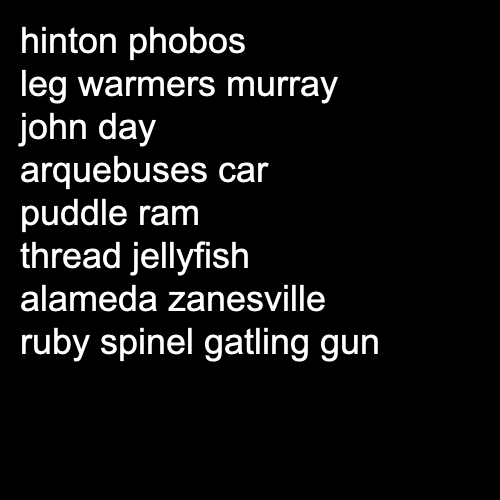 hinton phobos
leg warmers murray
john day
arquebuses car
puddle ram
thread jellyfish
alameda zanesville
ruby spinel gatling gun